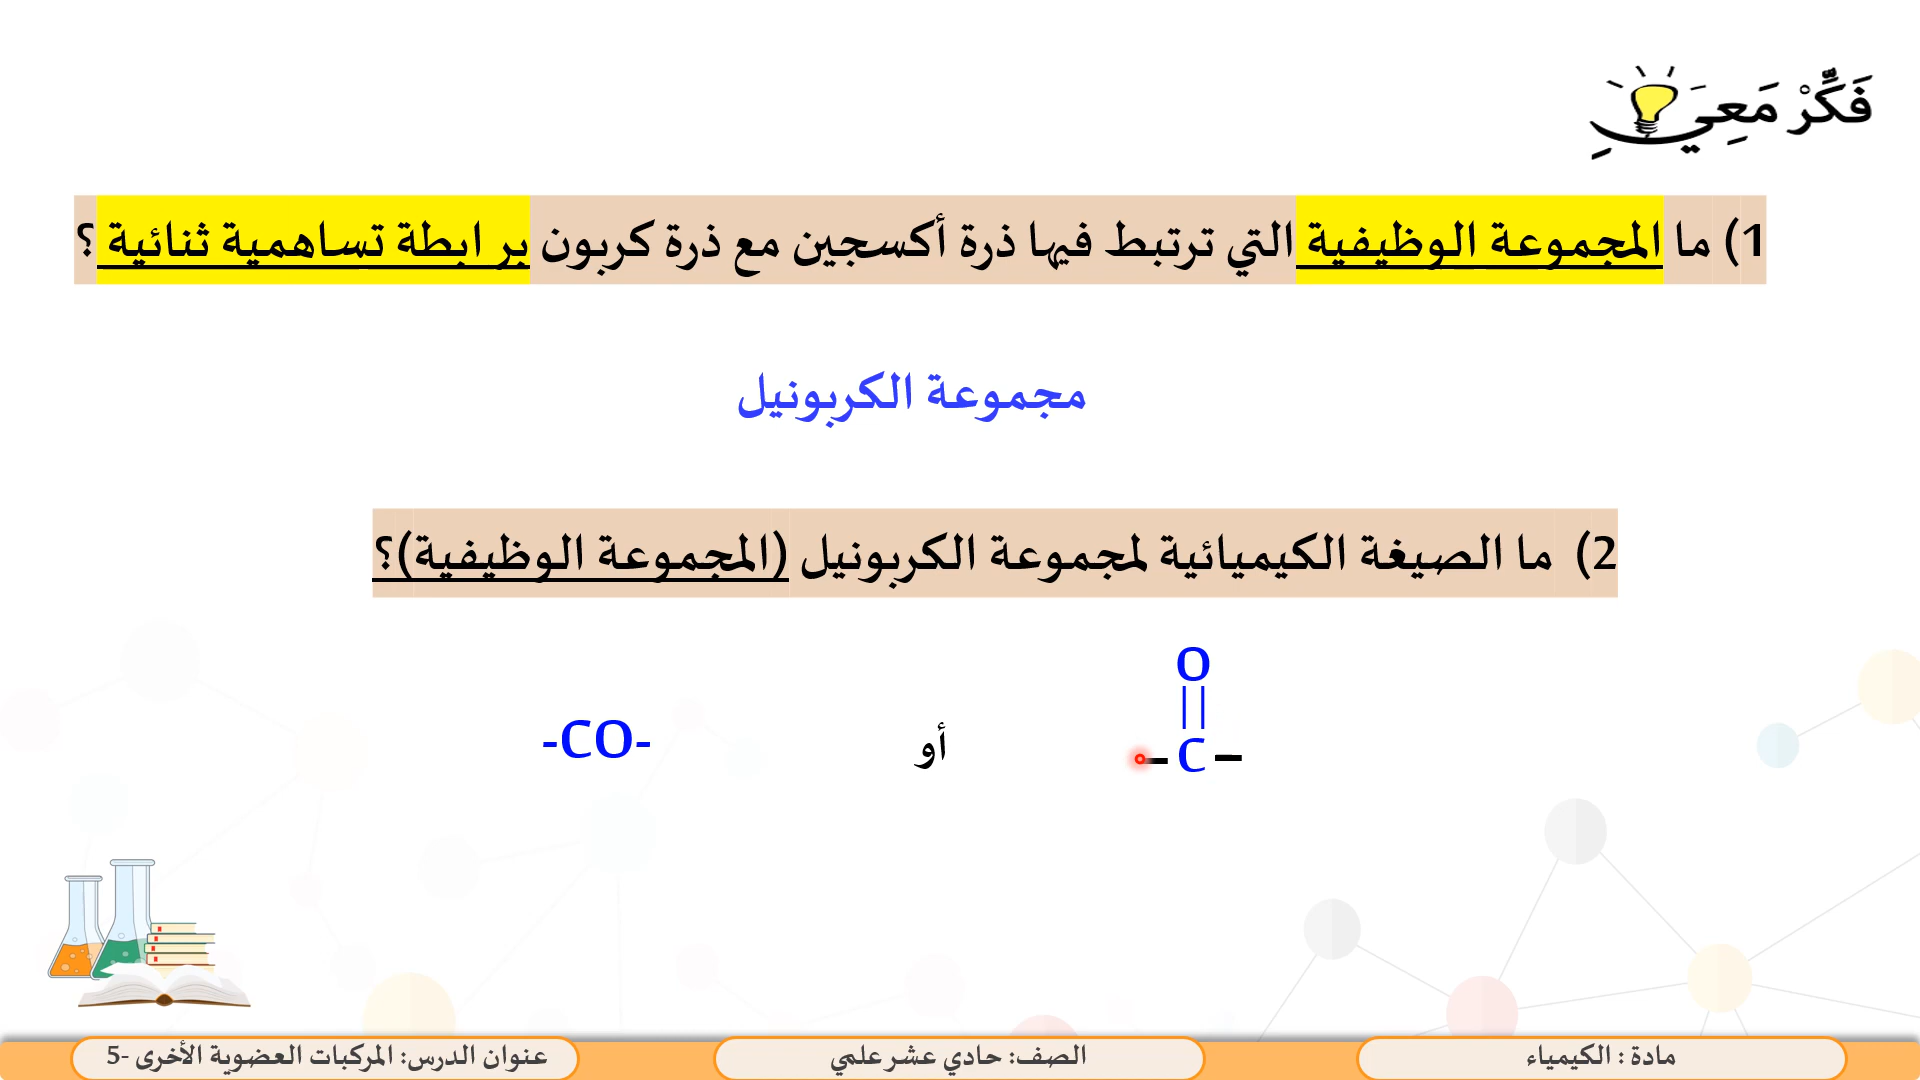 فَكِّرْ مَعِي
1) ما المجموعة الوظيفية التي ترتبط فيها ذرة أكسجين مع ذرة كربون برابطة تساهمية ثنائية ؟
مجموعة الكربونيل
2) ما الصيغة الكيميائية لمجموعة الكربونيل (المجموعة الوظيفية)؟
O
||
– C –
أو
-CO-
مادة : الكيمياء
الصف: حادي عشر علمي
عنوان الدرس: المركبات العضوية الأخرى -5